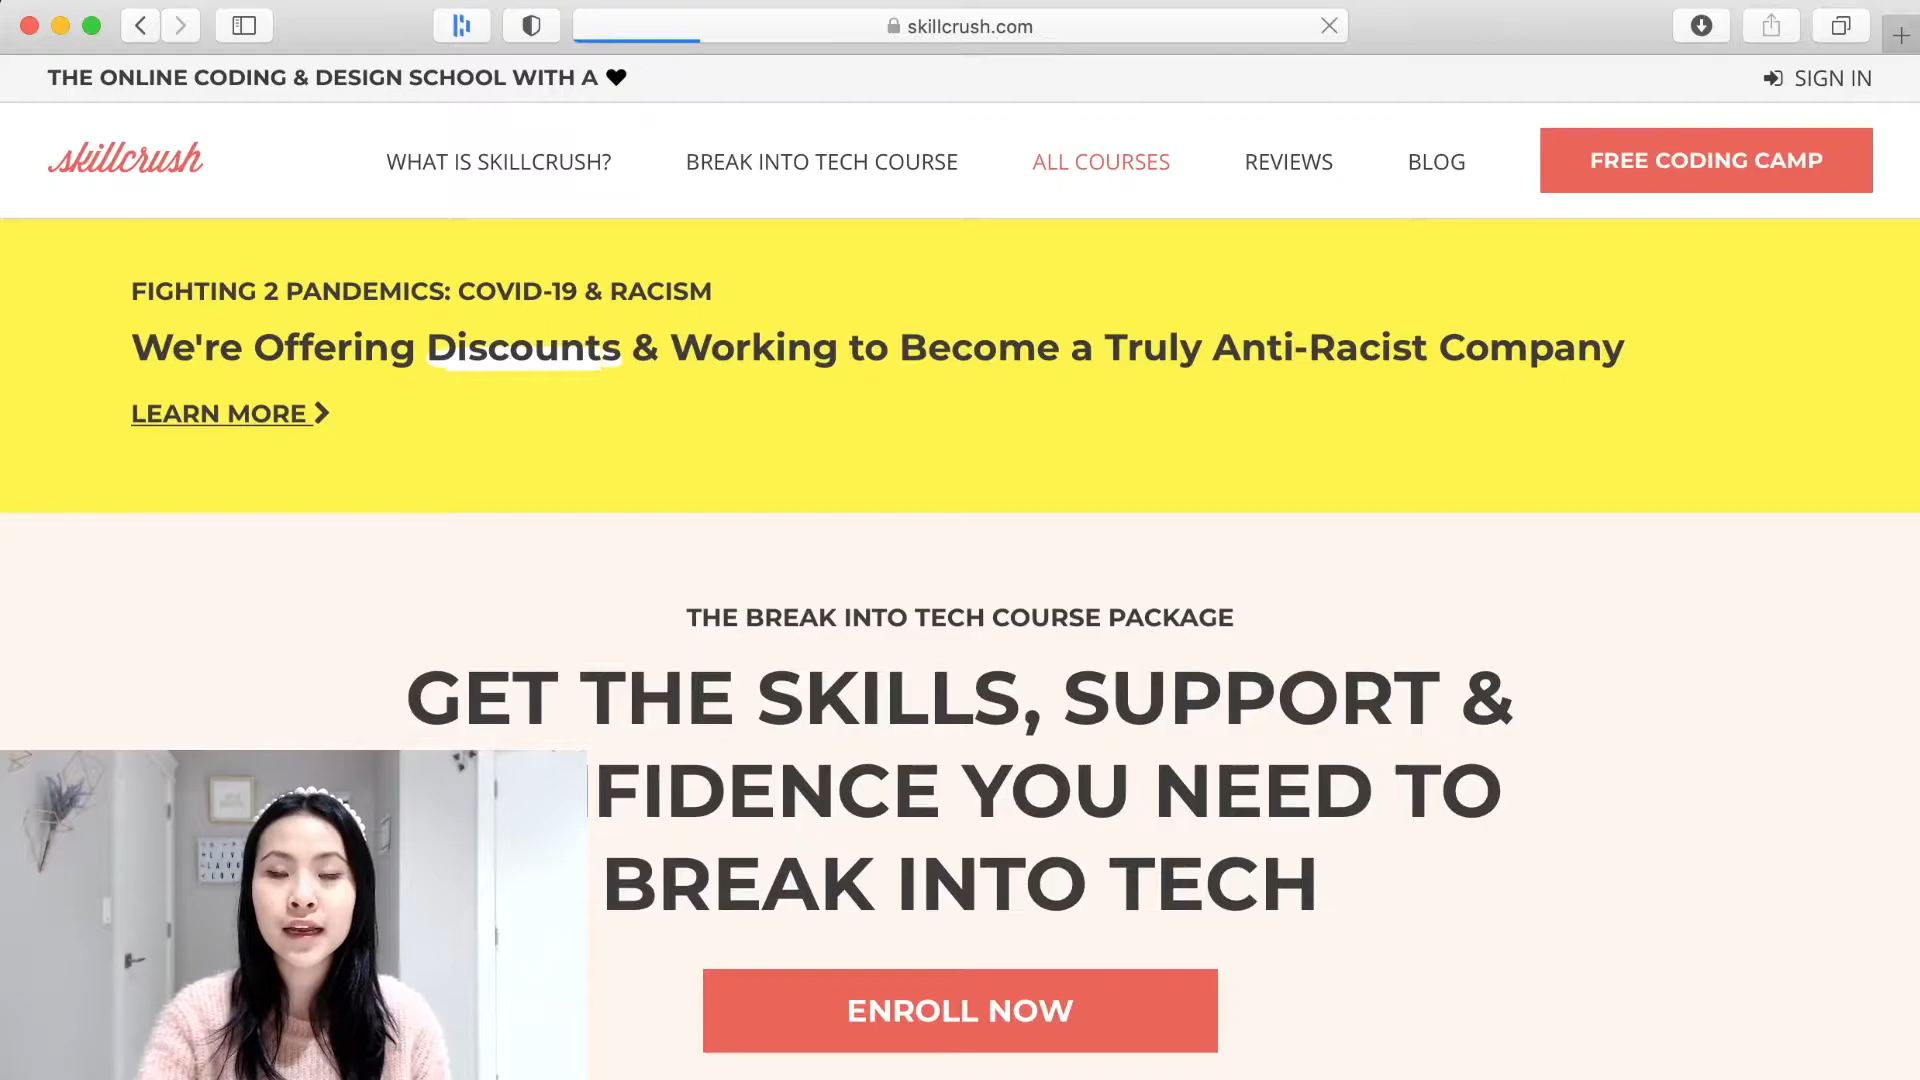 skillcrush.com
THE ONLINE CODING & DESIGN SCHOOL WITH A
SIGN IN
skillcrush
WHAT IS SKILLCRUSH?
BREAK INTO TECH COURSE
ALL COURSES
REVIEWS
BLOG
FREE CODING CAMP
FIGHTING 2 PANDEMICS: COVID-19 & RACISM
We're Offering Discounts & Working to Become a Truly Anti-Racist Company
LEARN MORE
THE BREAK INTO TECH COURSE PACKAGE
GET THE SKILLS, SUPPORT &
FIDENCE YOU NEED TO
BREAK INTO TECH
ENROLL NOW